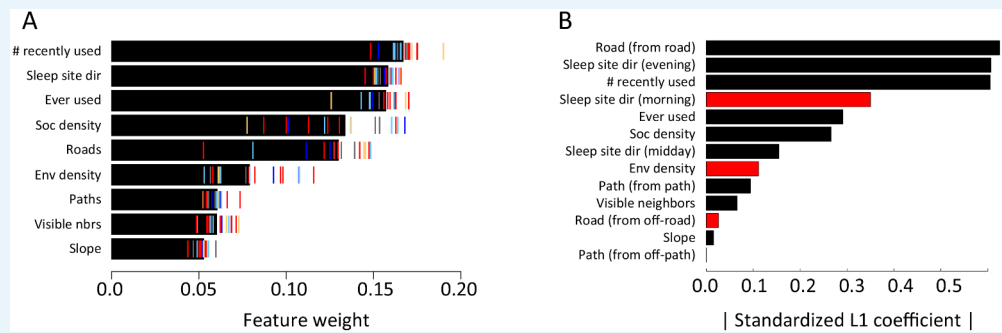 A
# recently used
Sleep site dir
Ever used
Soc density
Roads
Env density
Paths
Visible nbrs
Slope
0.0 0.05 0.10 0.15 0.20
Feature weight
B
Road (from road)
Sleep site dir (evening)
# recently used
Sleep site dir (morning)
Ever used
Soc density
Sleep site dir (midday)
Env density
Path (from path)
Visible neighbors
Road (from off-road)
Slope
Path (from off-path)
0.0 0.1 0.2 0.3 0.4 0.5
| Standardized L1 coefficient |